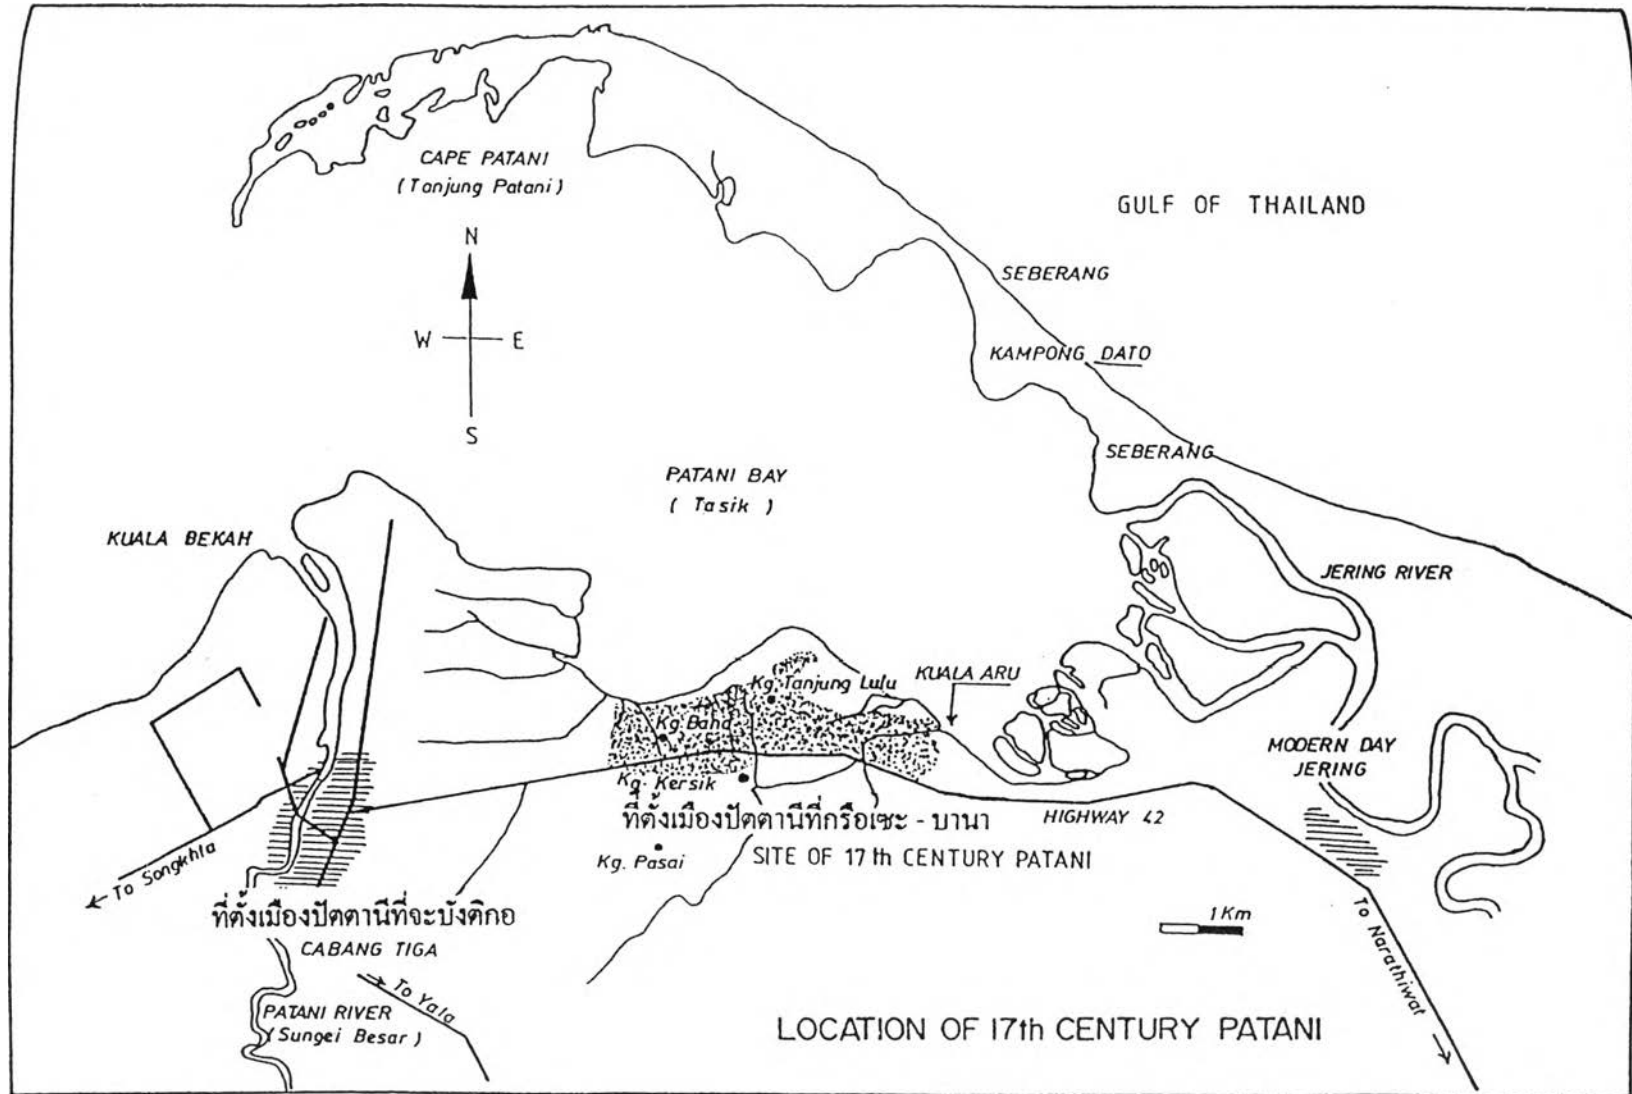 CAPE PATANI
(Tanjung Patani)
GULF OF THAILAND
N
W
E
S
SEBERANG
KAMPONG DATO
SEBERANG
PATANI BAY
( Tasik )
KUALA BEKAH
JERING RIVER
KUALA ARU
Kg. Tanjung Lulu
Kg. Bana
MODERN DAY
JERING
Kg. Kersik
ที่ตั้งเมืองปัตตานีที่กรือเซะ - บานา
HIGHWAY 42
SITE OF 17th CENTURY PATANI
Kg. Pasai
To Songkhla
ที่ตั้งเมืองปัตตานีที่จะบังติกอ
CABANG TIGA
1 Km
To Narathiwat
To Yala
PATANI RIVER
(Sungei Besar)
LOCATION OF 17th CENTURY PATANI